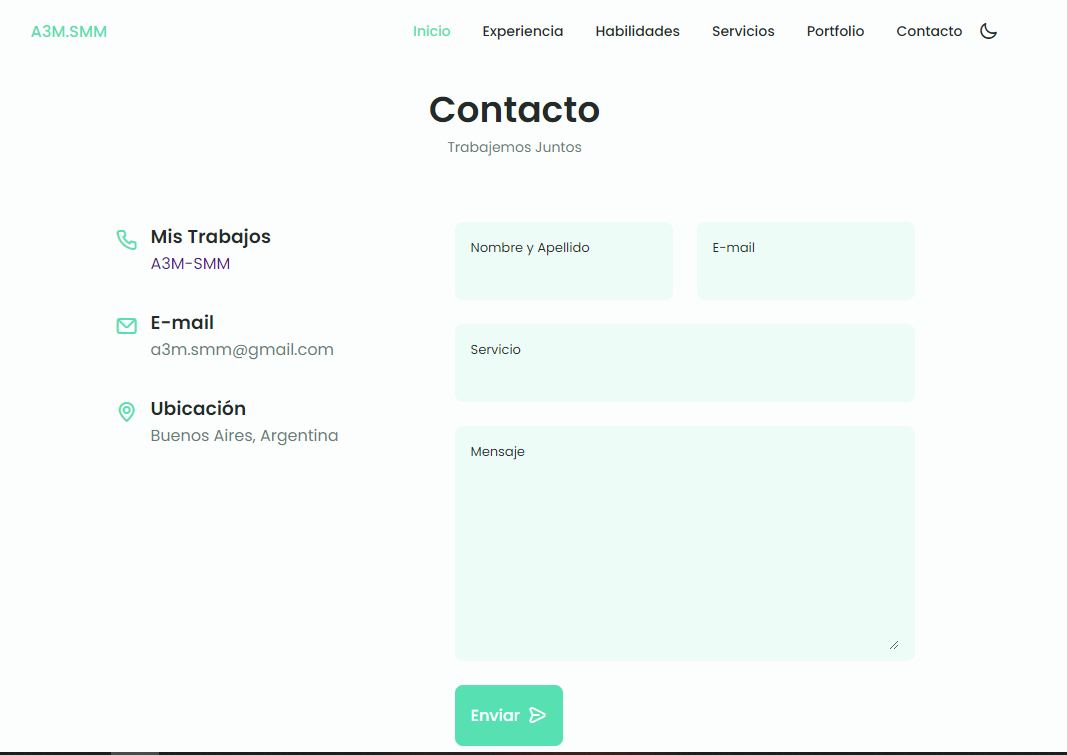 A3M.SMM
Inicio Experiencia Habilidades Servicios Portfolio Contacto
Contacto
Trabajemos Juntos
Mis Trabajos
A3M-SMM
E-mail
a3m.smm@gmail.com
Ubicación
Buenos Aires, Argentina
Nombre y Apellido
E-mail
Servicio
Mensaje
Enviar